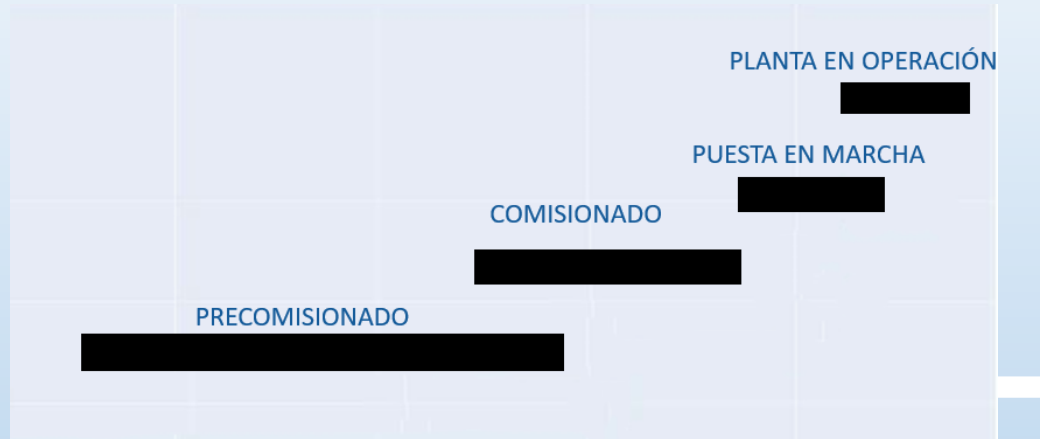 PLANTA EN OPERACIÓN
PUESTA EN MARCHA
COMISIONADO
PRECOMISIONADO